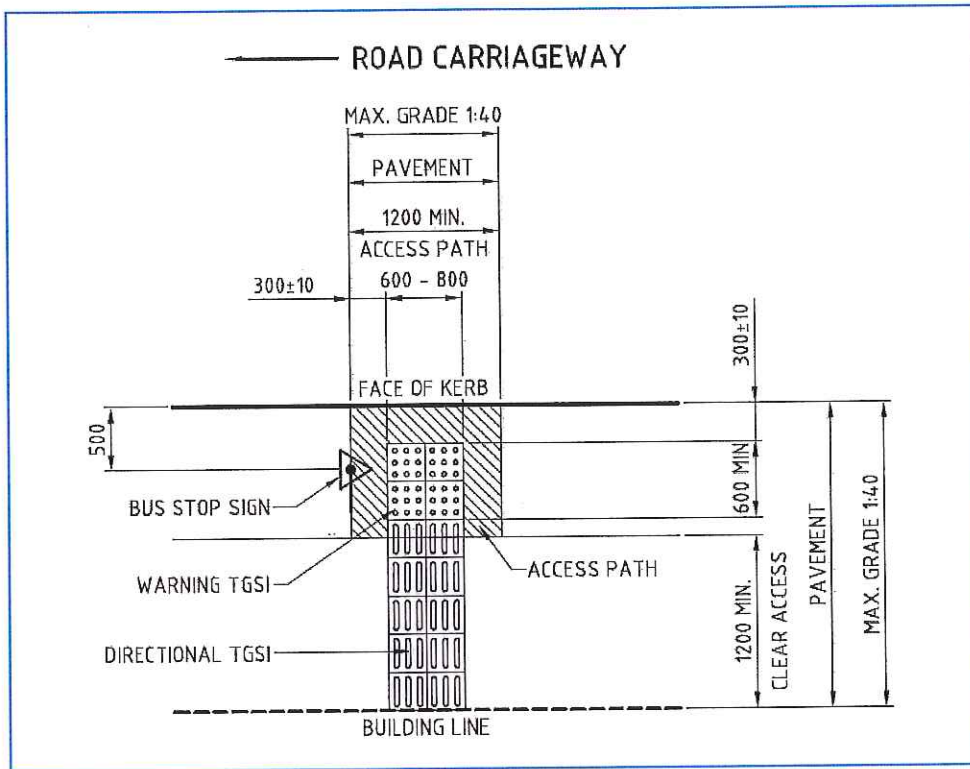 ROAD CARRIAGEWAY
MAX. GRADE 1:40
PAVEMENT
1200 MIN.
ACCESS PATH
300±10
600 - 800
300±10
FACE OF KERB
500
BUS STOP SIGN
600 MIN
WARNING TGSI
ACCESS PATH
DIRECTIONAL TGSI
1200 MIN.
CLEAR ACCESS
PAVEMENT
MAX. GRADE 1:40
BUILDING LINE